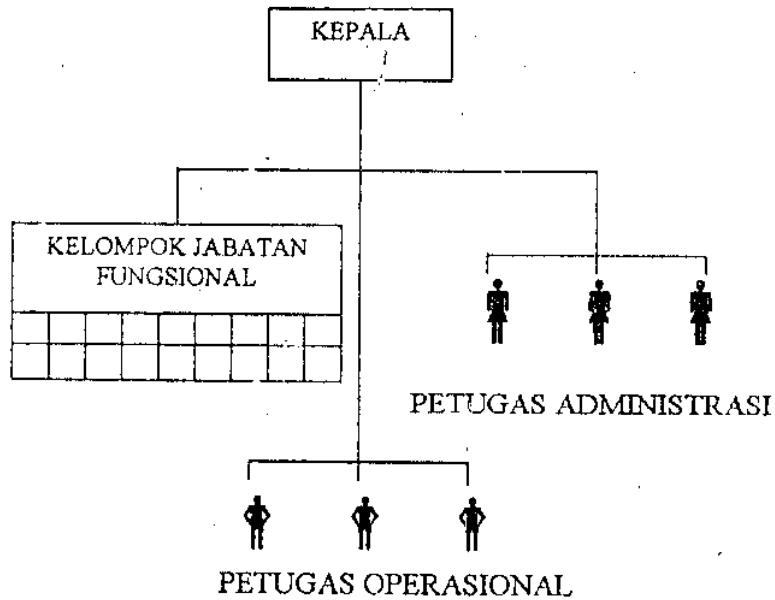 KEPALA
KELOMPOK JABATAN
FUNGSIONAL
PETUGAS ADMINISTRASI
PETUGAS OPERASIONAL